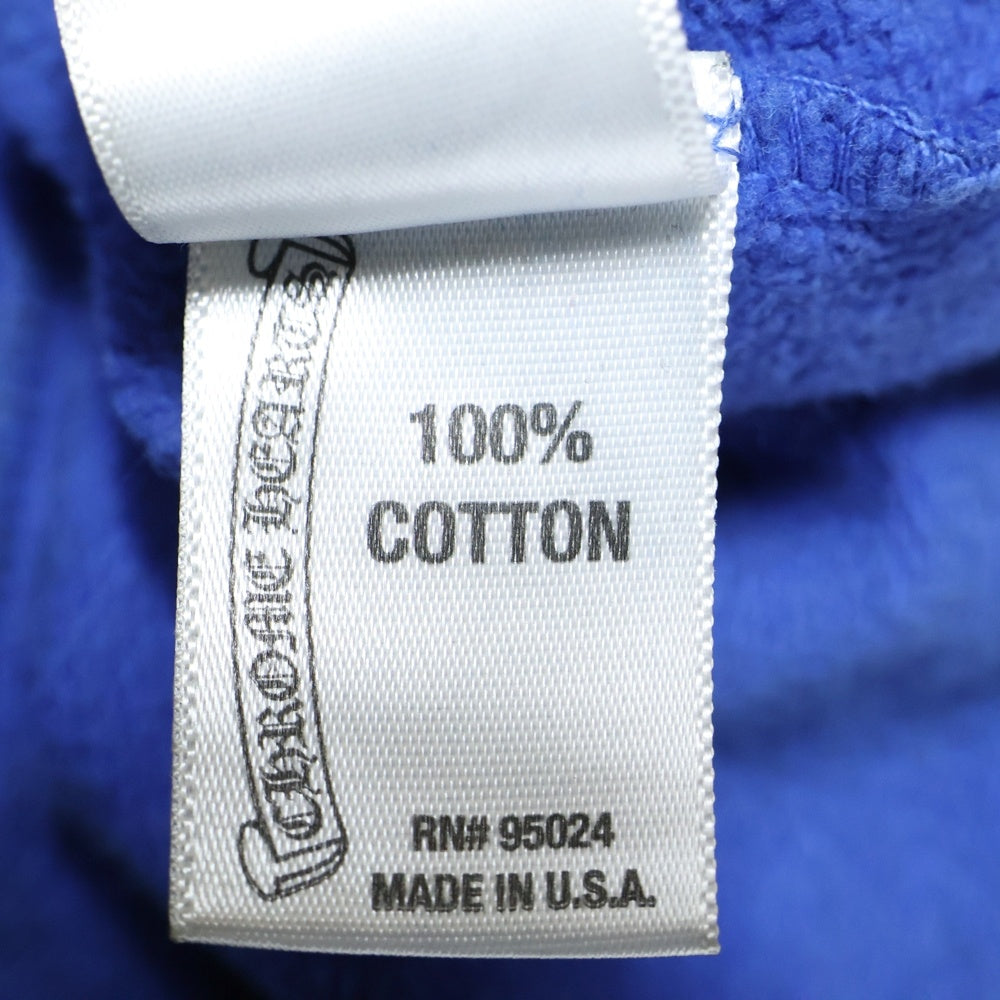 CHROME HEARTS
100%
COTTON
RN# 95024
MADE IN U.S.A.